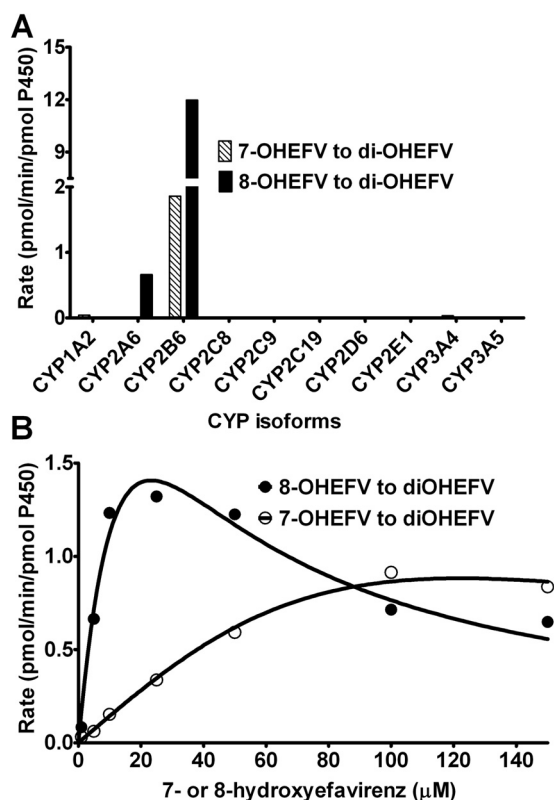 A
Rate (pmol/min/pmol P450)
15
12
9
2
1
0
7-OHEFV to di-OHEFV
8-OHEFV to di-OHEFV
CYP1A2
CYP2A6
CYP2B6
CYP2C8
CYP2C9
CYP2C19
CYP2D6
CYP2E1
CYP3A4
CYP3A5
CYP isoforms
B
Rate (pmol/min/pmol P450)
1.5
1.0
0.5
0.0
8-OHEFV to diOHEFV
7-OHEFV to diOHEFV
0 20 40 60 80 100 120 140
7- or 8-hydroxyefavirenz (μM)